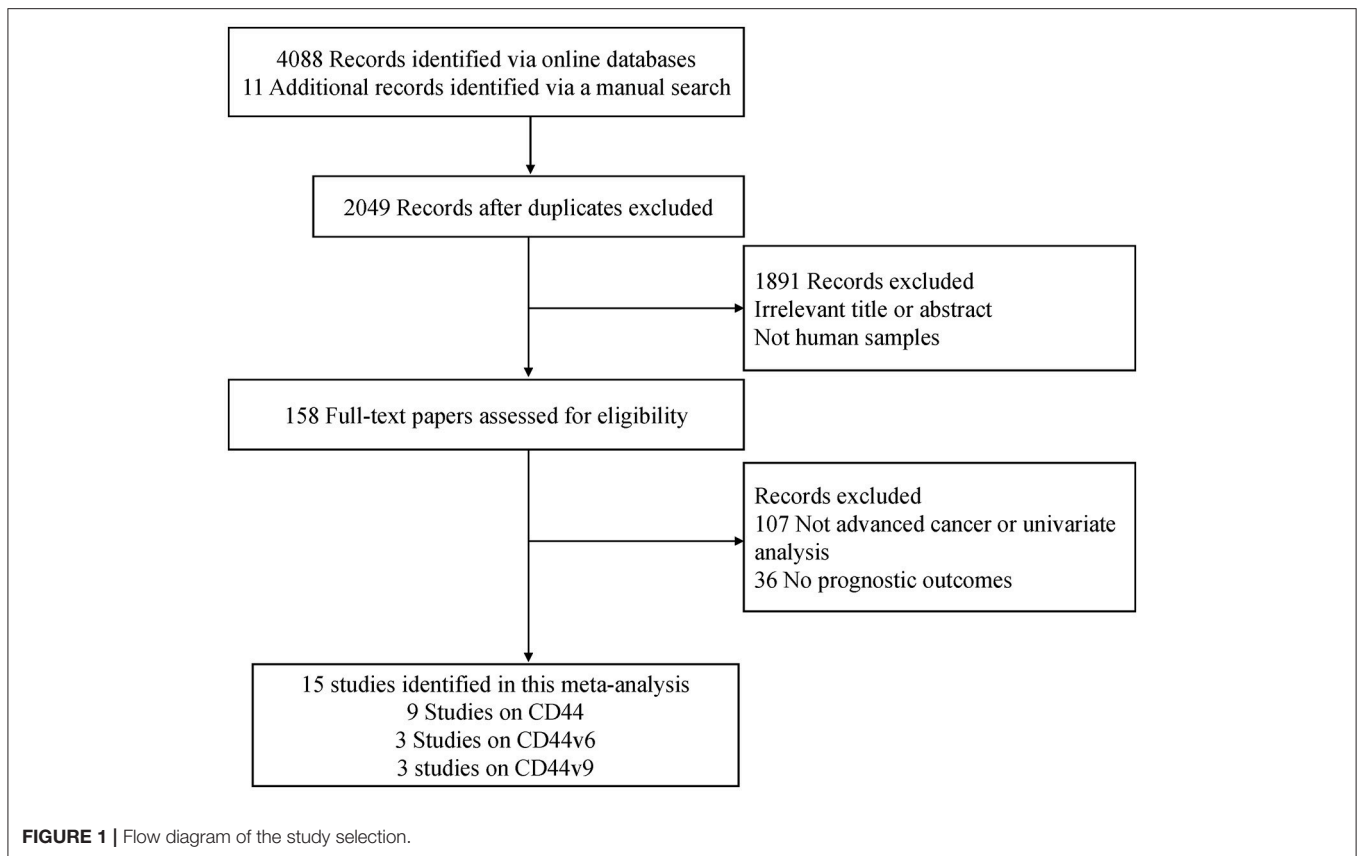 4088 Records identified via online databases
11 Additional records identified via a manual search
2049 Records after duplicates excluded
1891 Records excluded
Irrelevant title or abstract
Not human samples
158 Full-text papers assessed for eligibility
Records excluded
107 Not advanced cancer or univariate
analysis
36 No prognostic outcomes
15 studies identified in this meta-analysis
9 Studies on CD44
3 Studies on CD44v6
3 studies on CD44v9
FIGURE 1 | Flow diagram of the study selection.